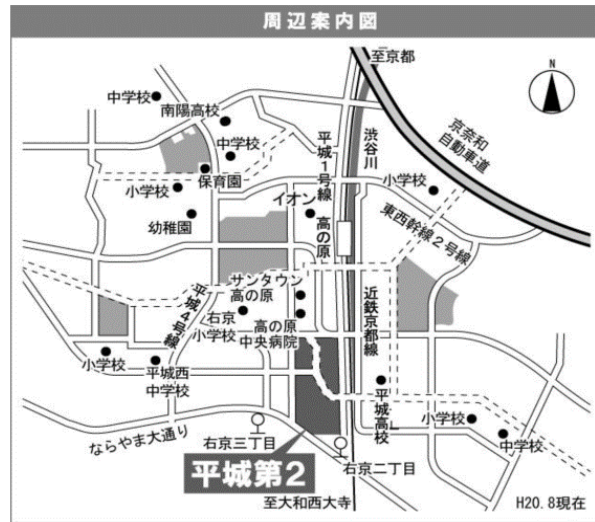 周辺案内図
至京都
N
中学校
南陽高校
中学校
保育園
小学校
幼稚園
平城1号線
渋谷川
京奈和
自動車道
小学校
イオン
高の原
東西幹線2号線
サンタウン
高の原
右京
小学校
高の原
中央病院
平城4号線
近鉄京都線
小学校
平城西
中学校
平城高校
小学校
中学校
ならやま大通り
右京三丁目
右京二丁目
平城第2
至大和西大寺
H20.8現在